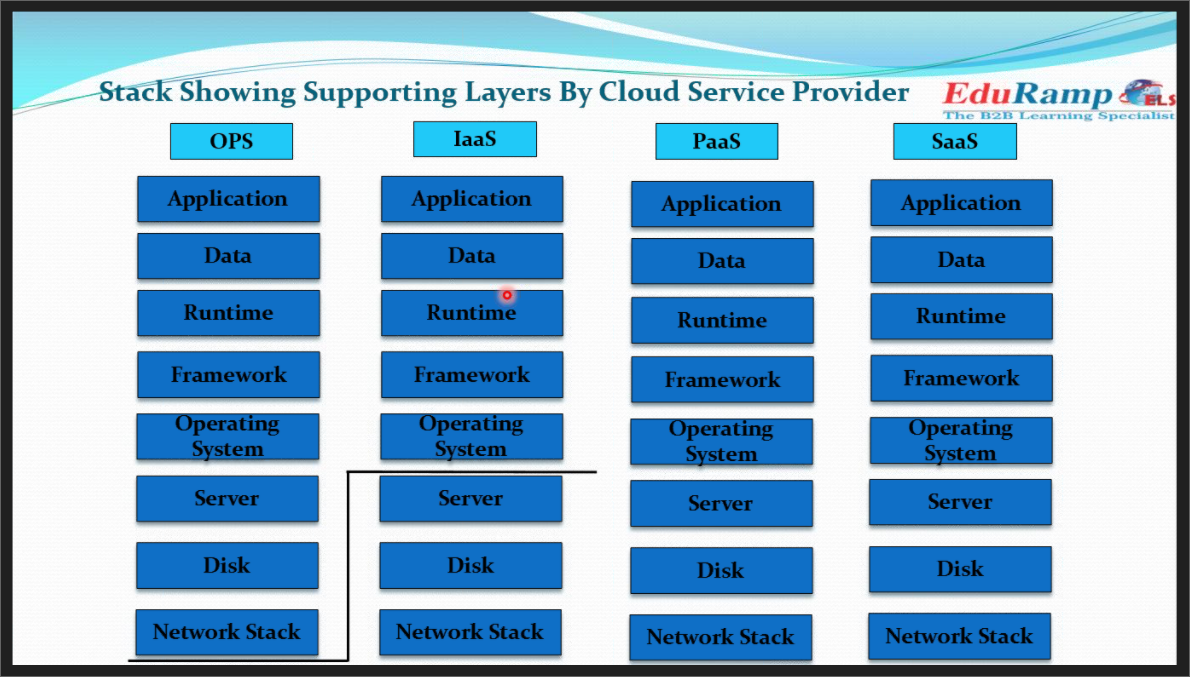 Stack Showing Supporting Layers By Cloud Service Provider
EduRamp ELS
The B2B Learning Specialist
OPS
IaaS
PaaS
SaaS
Application
Application
Application
Application
Data
Data
Data
Data
Runtime
Runtime
Runtime
Runtime
Framework
Framework
Framework
Framework
Operating
System
Operating
System
Operating
System
Operating
System
Server
Server
Server
Server
Disk
Disk
Disk
Disk
Network Stack
Network Stack
Network Stack
Network Stack